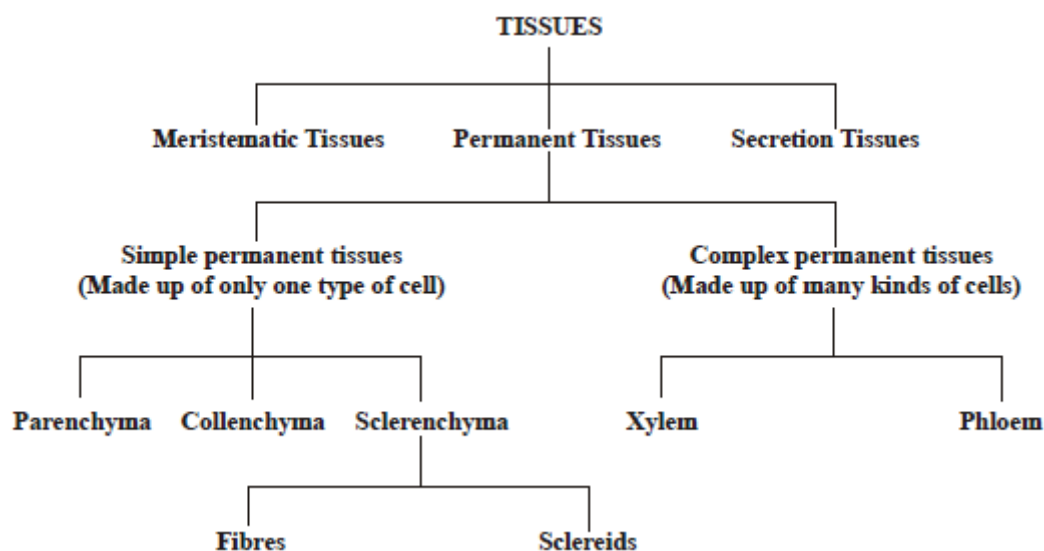 TISSUES
Meristematic Tissues
Permanent Tissues
Secretion Tissues
Simple permanent tissues
(Made up of only one type of cell)
Complex permanent tissues
(Made up of many kinds of cells)
Parenchyma
Collenchyma
Sclerenchyma
Xylem
Phloem
Fibres
Sclereids